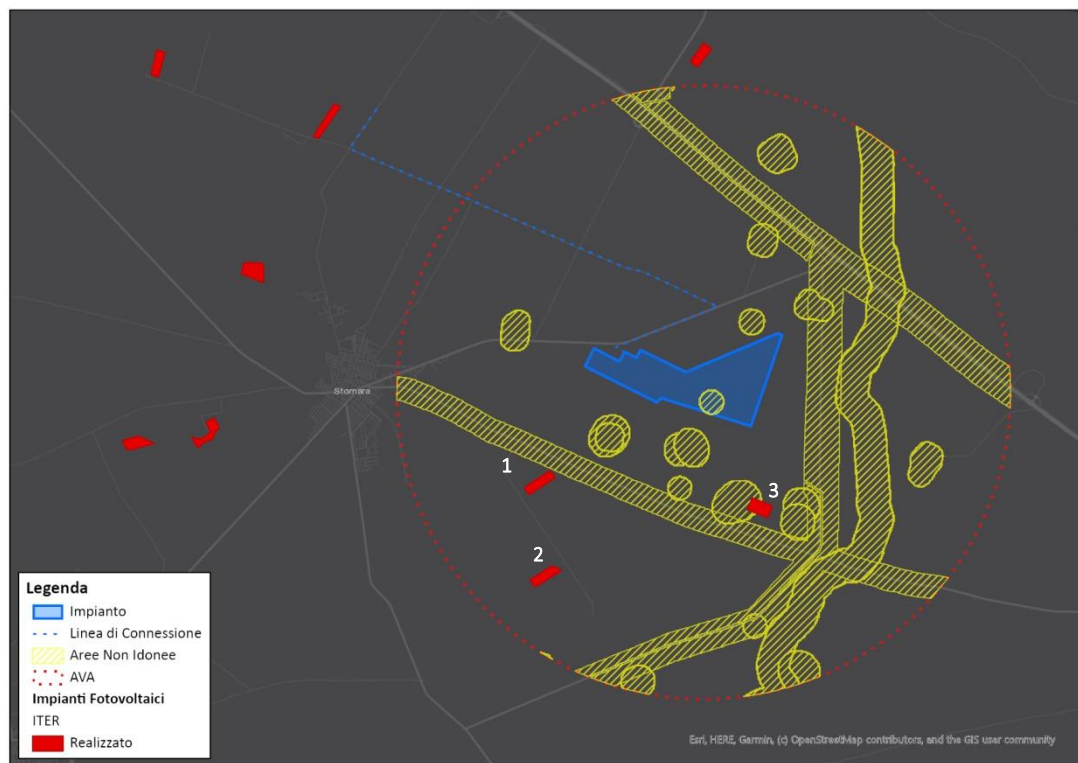 Stornara
1
3
2
Legenda
Impianto
Linea di Connessione
Aree Non Idonee
AVA
Impianti Fotovoltaici
ITER
Realizzato
Esri, HERE, Garmin, (c) OpenStreetMap contributors, and the GIS user community